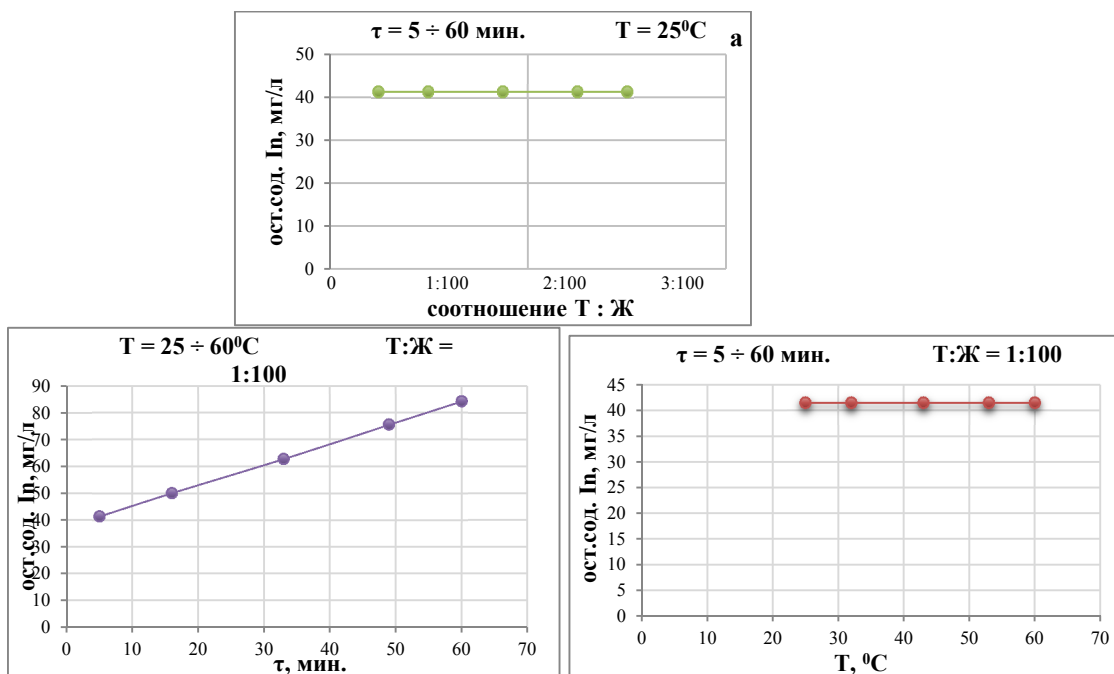 τ = 5 ÷ 60 мин. T = 25⁰C а
ост.сод. In, мг/л
50
40
30
20
10
0
0 1:100 2:100 3:100
соотношение Т : Ж
T = 25 ÷ 60⁰C Т:Ж =
1:100
ост.сод. In, мг/л
90
80
70
60
50
40
30
20
10
0
0 10 20 30 40 50 60 70
τ, мин.
τ = 5 ÷ 60 мин. Т:Ж = 1:100
ост.сод. In, мг/л
45
40
35
30
25
20
15
10
5
0
0 10 20 30 40 50 60 70
T, ⁰C